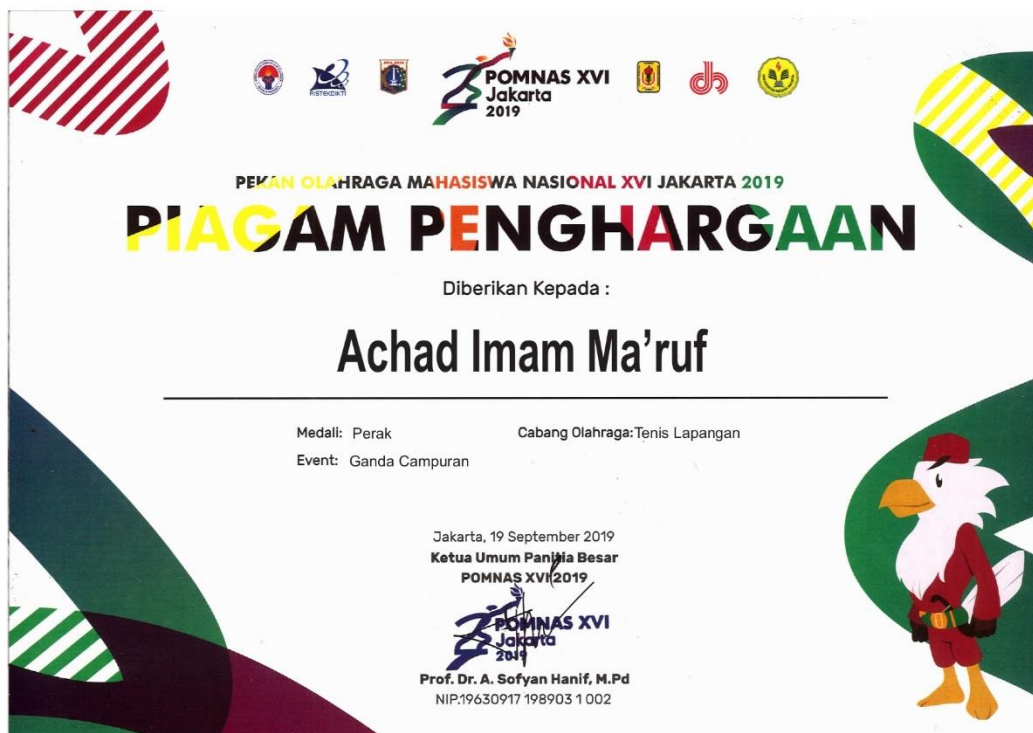 RISTEKDIKTI
POMNAS XVI
Jakarta
2019
PEKAN OLAHRAGA MAHASISWA NASIONAL XVI JAKARTA 2019
PIAGAM PENGHARGAAN
Diberikan Kepada :
Achad Imam Ma'ruf
Medali: Perak
Cabang Olahraga: Tenis Lapangan
Event: Ganda Campuran
Jakarta, 19 September 2019
Ketua Umum Panitia Besar
POMNAS XVI 2019
POMNAS XVI
Jakarta
2019
Prof. Dr. A. Sofyan Hanif, M.Pd
NIP.19630917 198903 1 002